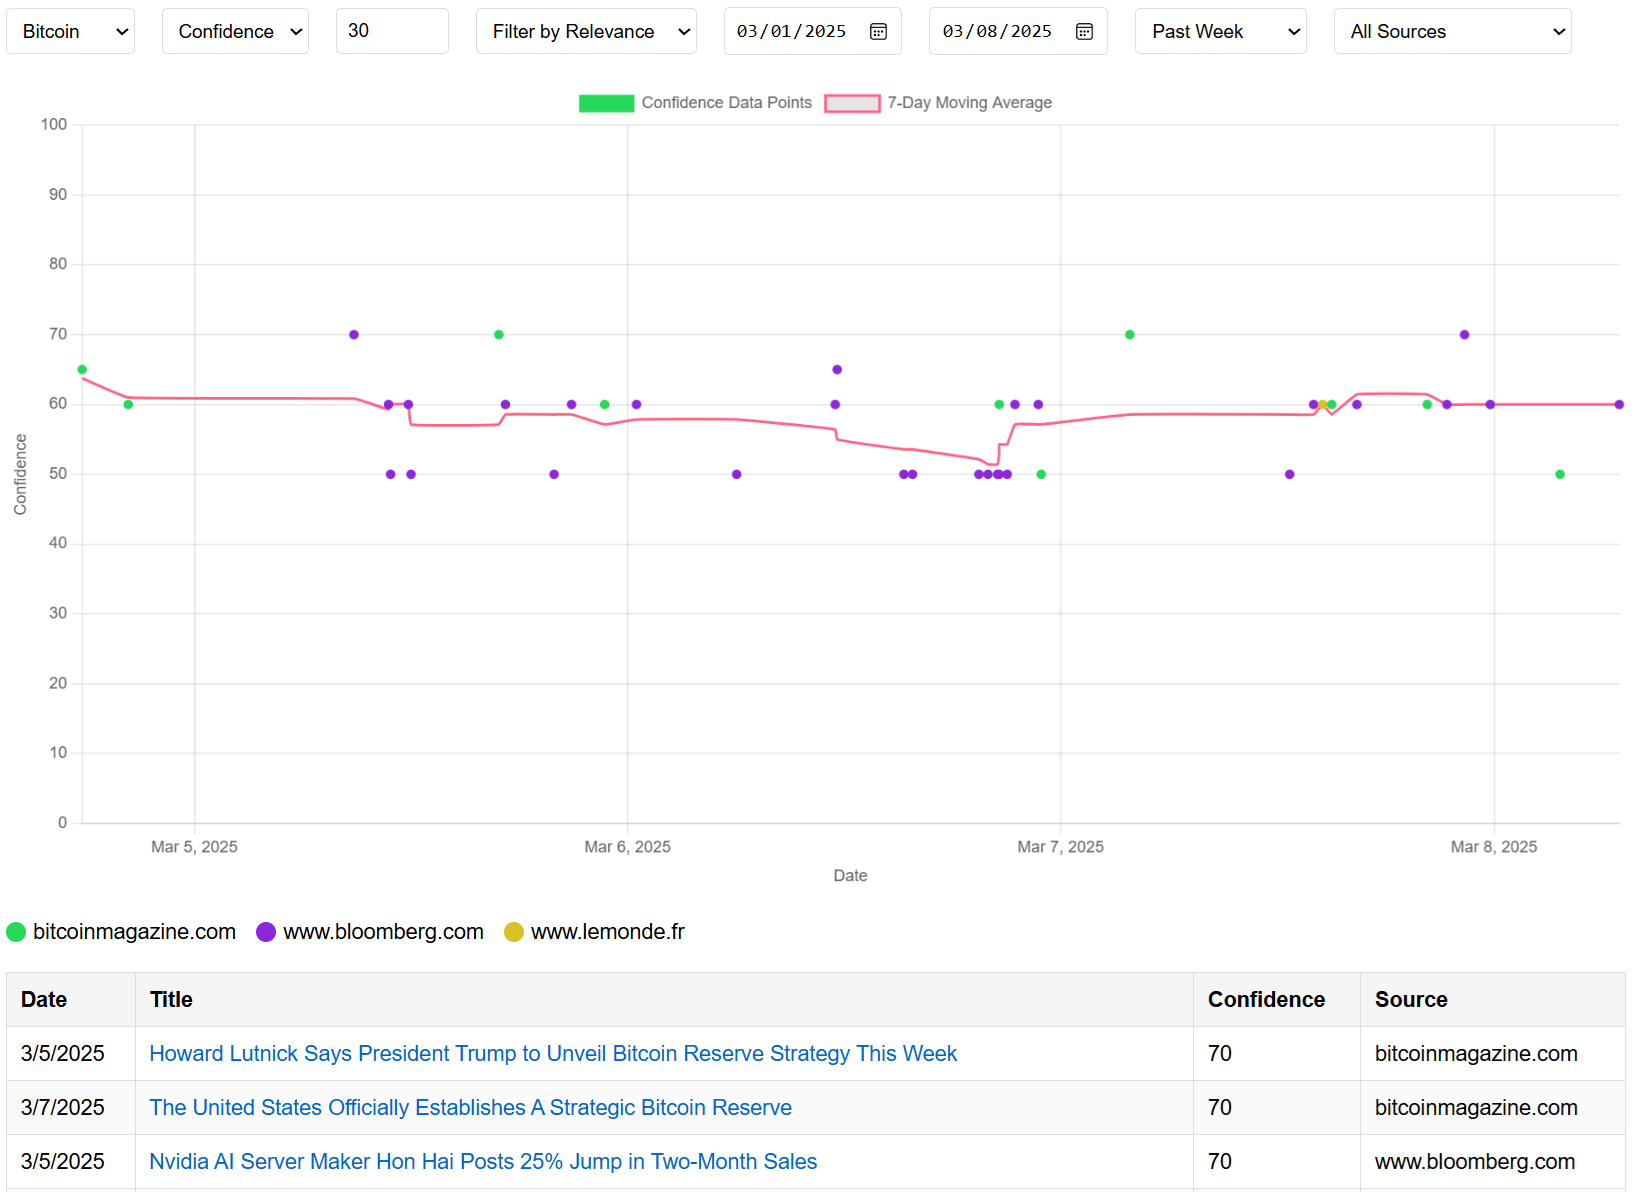 Bitcoin Confidence 30 Filter by Relevance 03/01/2025 03/08/2025 Past Week All Sources
Confidence Data Points 7-Day Moving Average
100
90
80
70
60
50
40
30
20
10
0
Confidence
Mar 5, 2025 Mar 6, 2025 Mar 7, 2025 Mar 8, 2025
Date
bitcoinmagazine.com www.bloomberg.com www.lemonde.fr
Date Title Confidence Source
3/5/2025 Howard Lutnick Says President Trump to Unveil Bitcoin Reserve Strategy This Week 70 bitcoinmagazine.com
3/7/2025 The United States Officially Establishes A Strategic Bitcoin Reserve 70 bitcoinmagazine.com
3/5/2025 Nvidia AI Server Maker Hon Hai Posts 25% Jump in Two-Month Sales 70 www.bloomberg.com